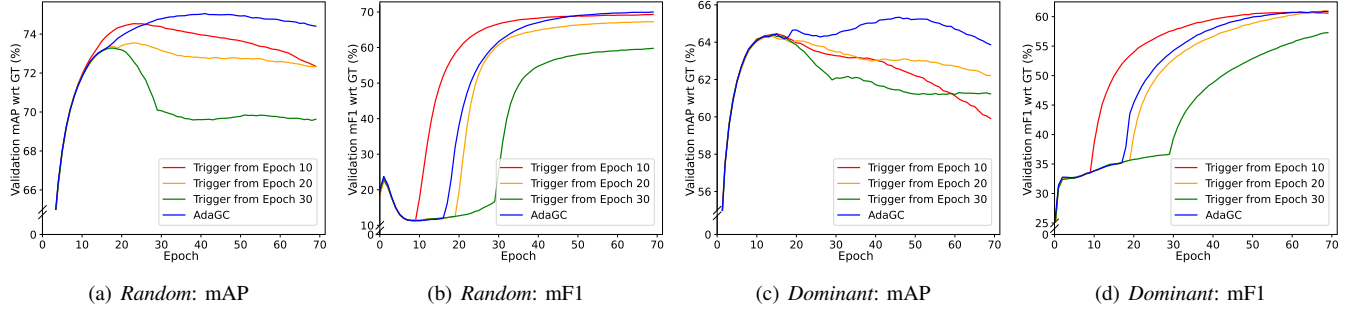 Validation mAP wrt GT (%)
74
72
70
68
66
0
0 10 20 30 40 50 60 70
Epoch
Trigger from Epoch 10
Trigger from Epoch 20
Trigger from Epoch 30
AdaGC
(a) Random: mAP
Validation mF1 wrt GT (%)
70
60
50
40
30
20
10
0
0 10 20 30 40 50 60 70
Epoch
Trigger from Epoch 10
Trigger from Epoch 20
Trigger from Epoch 30
AdaGC
(b) Random: mF1
Validation mAP wrt GT (%)
66
64
62
60
58
56
0
0 10 20 30 40 50 60 70
Epoch
Trigger from Epoch 10
Trigger from Epoch 20
Trigger from Epoch 30
AdaGC
(c) Dominant: mAP
Validation mF1 wrt GT (%)
60
55
50
45
40
35
30
25
0
0 10 20 30 40 50 60 70
Epoch
Trigger from Epoch 10
Trigger from Epoch 20
Trigger from Epoch 30
AdaGC
(d) Dominant: mF1